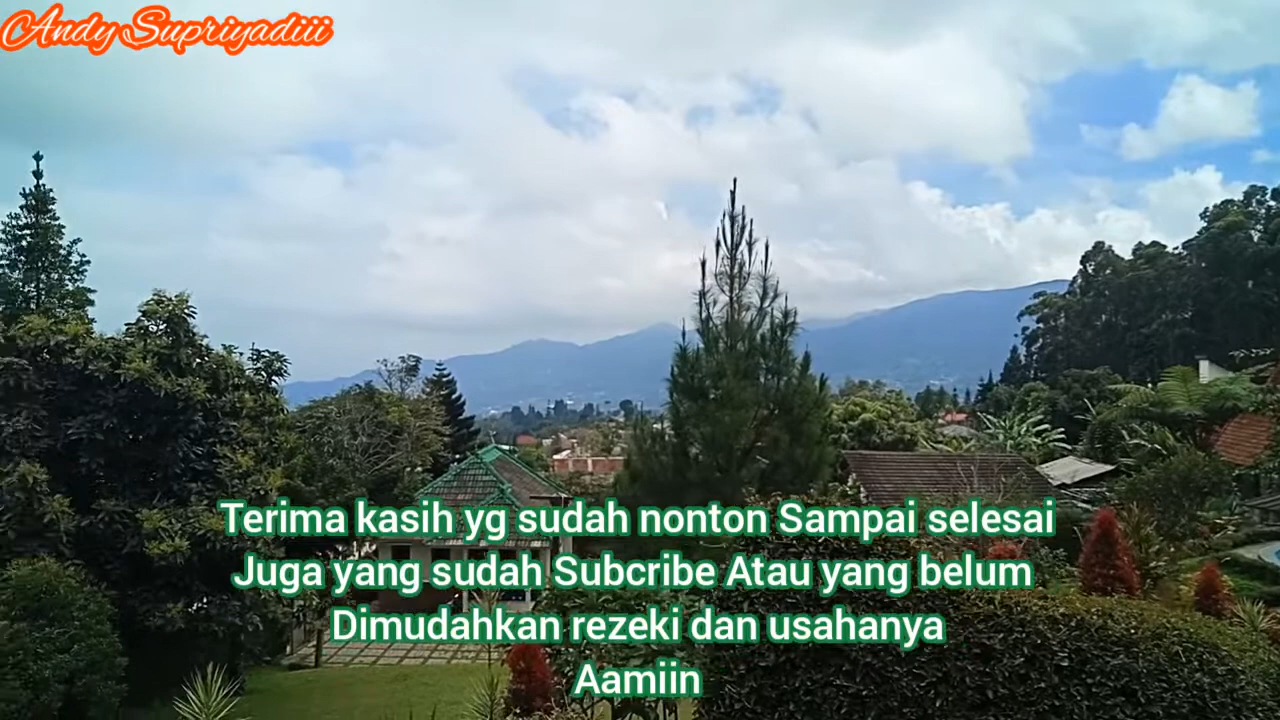 Andy Supriyadiii
Terima kasih yg sudah nonton Sampai selesai
Juga yang sudah Subcribe Atau yang belum
Dimudahkan rezeki dan usahanya
Aamiin